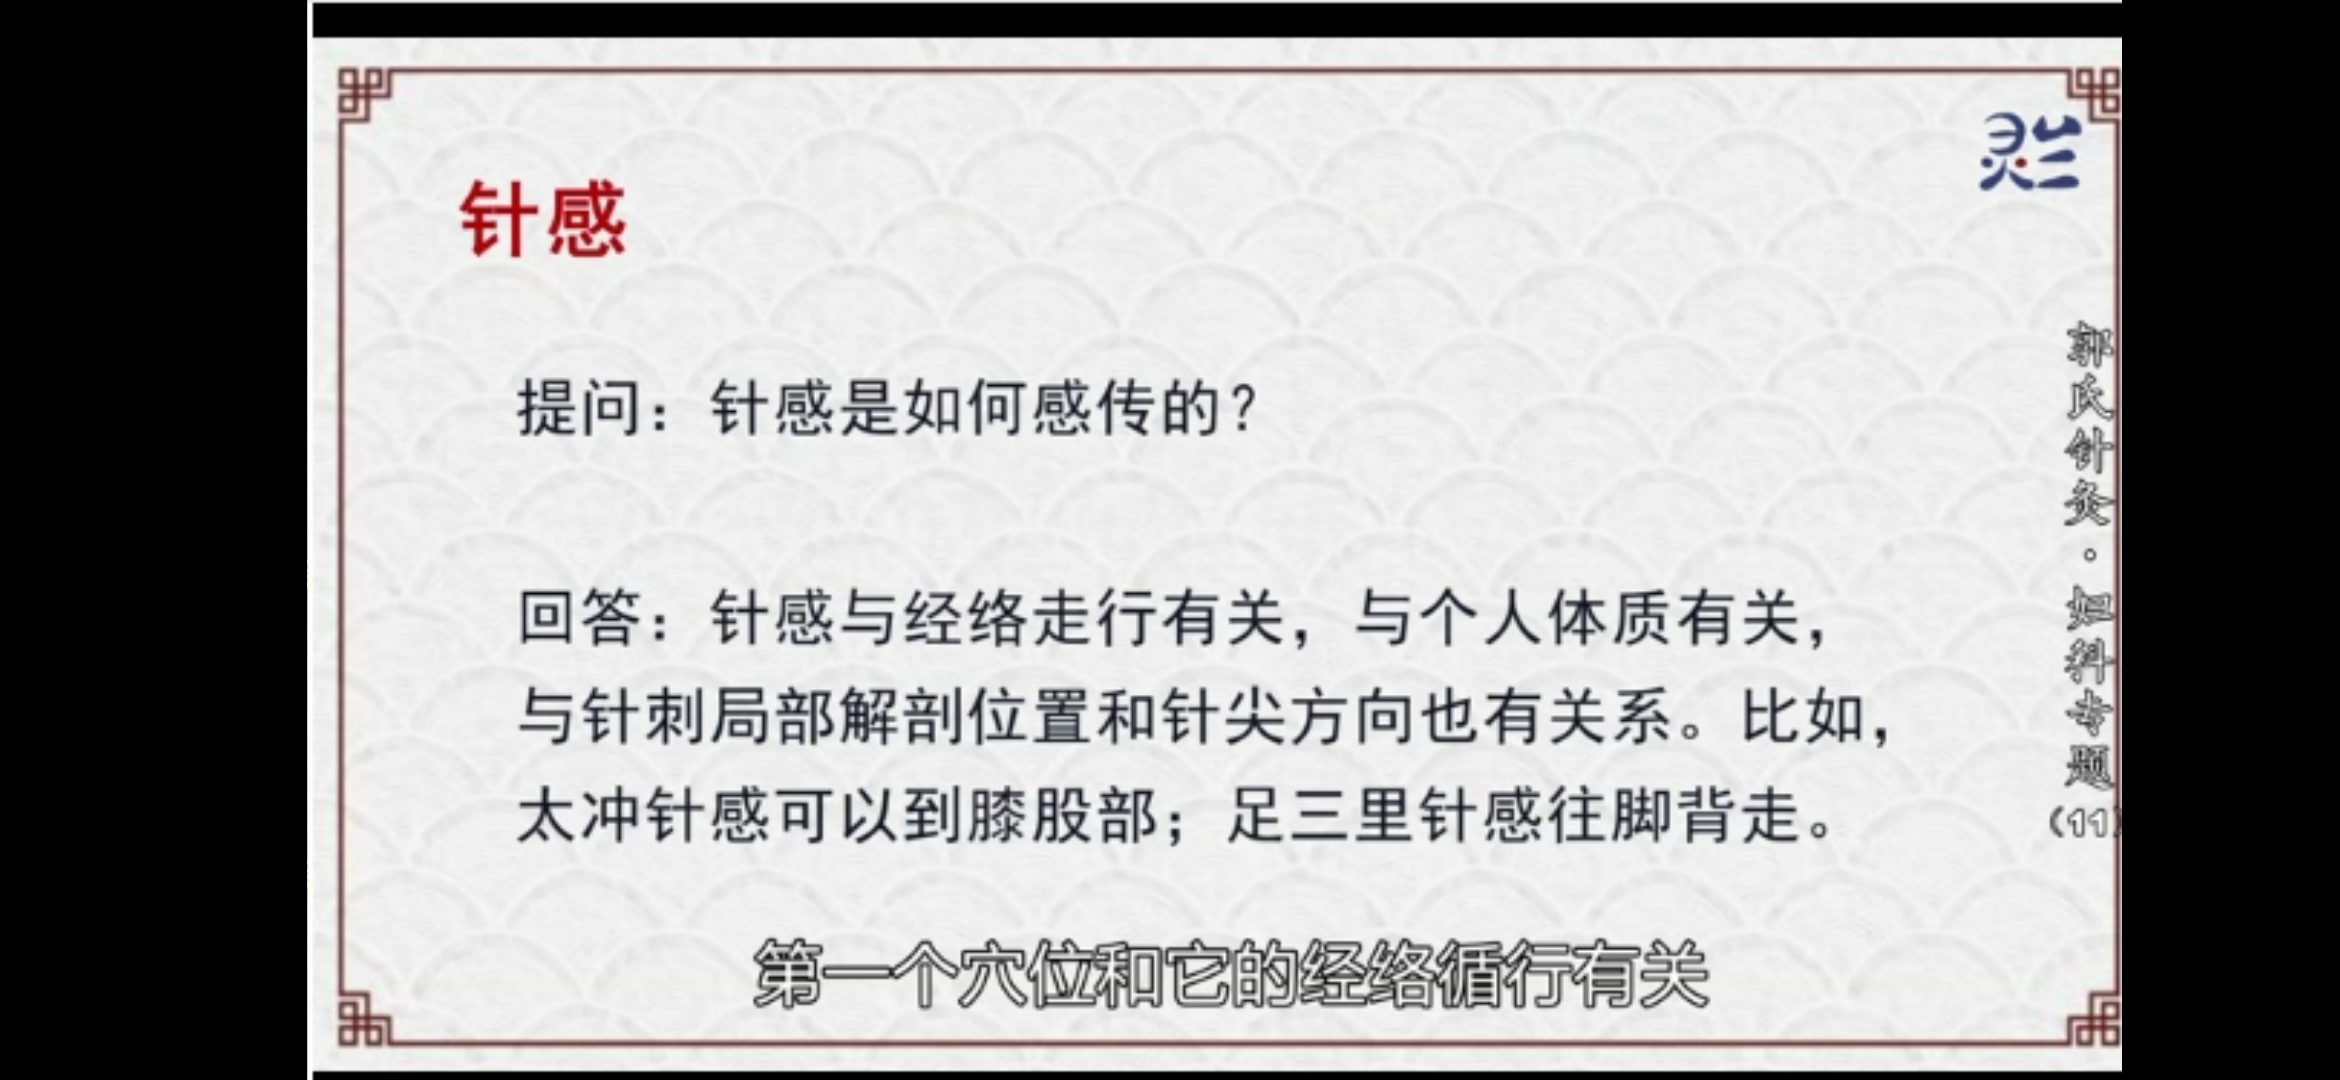 灵兰
针感
提问：针感是如何感传的？
回答：针感与经络走行有关，与个人体质有关，
与针刺局部解剖位置和针尖方向也有关系。比如，
太冲针感可以到膝股部；足三里针感往脚背走。
郭氏针灸·妇科专题(11)
第一个穴位和它的经络循行有关